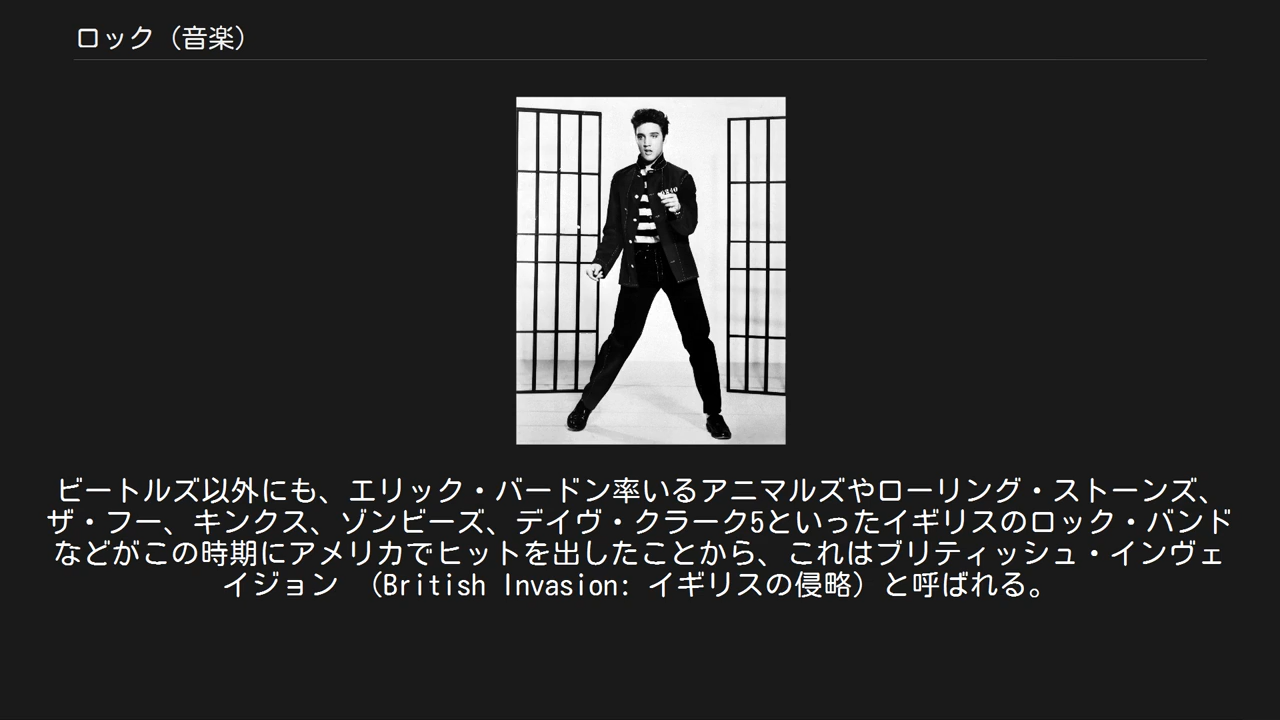 ロック（音楽）
ビートルズ以外にも、エリック・バードン率いるアニマルズやローリング・ストーンズ、
ザ・フー、キンクス、ゾンビーズ、デイヴ・クラーク5といったイギリスのロック・バンド
などがこの時期にアメリカでヒットを出したことから、これはブリティッシュ・インヴェ
イジョン （British Invasion: イギリスの侵略）と呼ばれる。